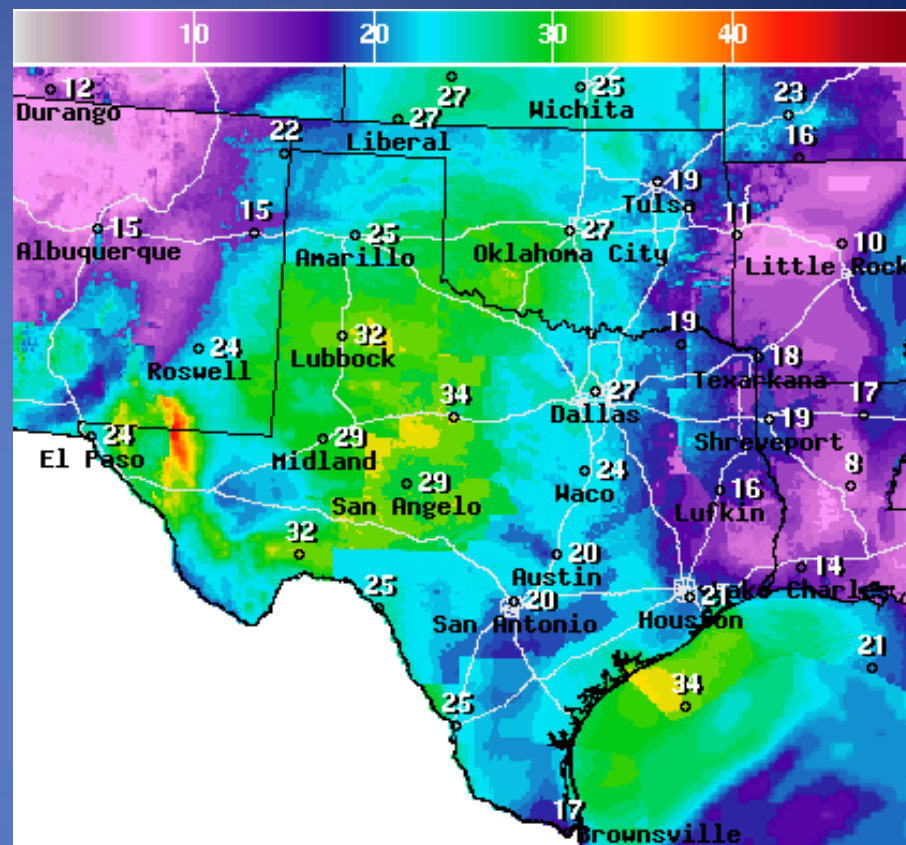 10 20 30 40
12 27 25 23
Durango Wichita
22 27 16
Liberal
19
Tulsa
15 15 25 27 11 10
Albuquerque Amarillo Oklahoma City Little Rock
24 32 19 18
Roswell Lubbock Texarkana
34 27 19 17
Dallas Shreveport
24 29
El Paso Midland
29 24 16 8
San Angelo Waco Lufkin
32 20 14
Austin
25 20 21 Lake Charles
San Antonio Houston
21
34
25
17
Brownsville